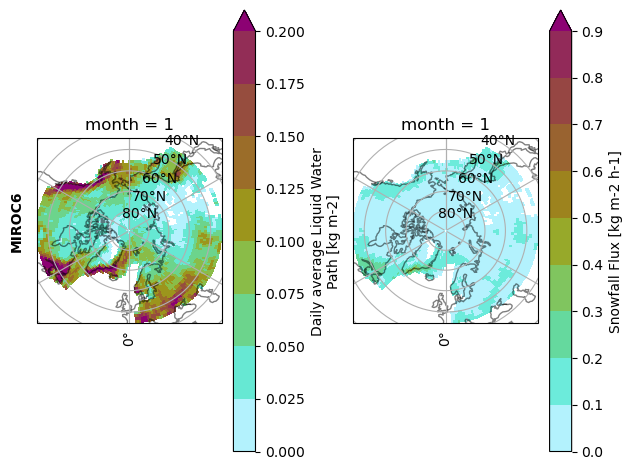 MIROC6
month = 1
40°N
50°N
60°N
70°N
80°N
0°
0.200
0.175
0.150
0.125
0.100
0.075
0.050
0.025
0.000
Daily average Liquid Water
Path [kg m-2]
month = 1
40°N
50°N
60°N
70°N
80°N
0°
0.9
0.8
0.7
0.6
0.5
0.4
0.3
0.2
0.1
0.0
Snowfall Flux [kg m-2 h-1]